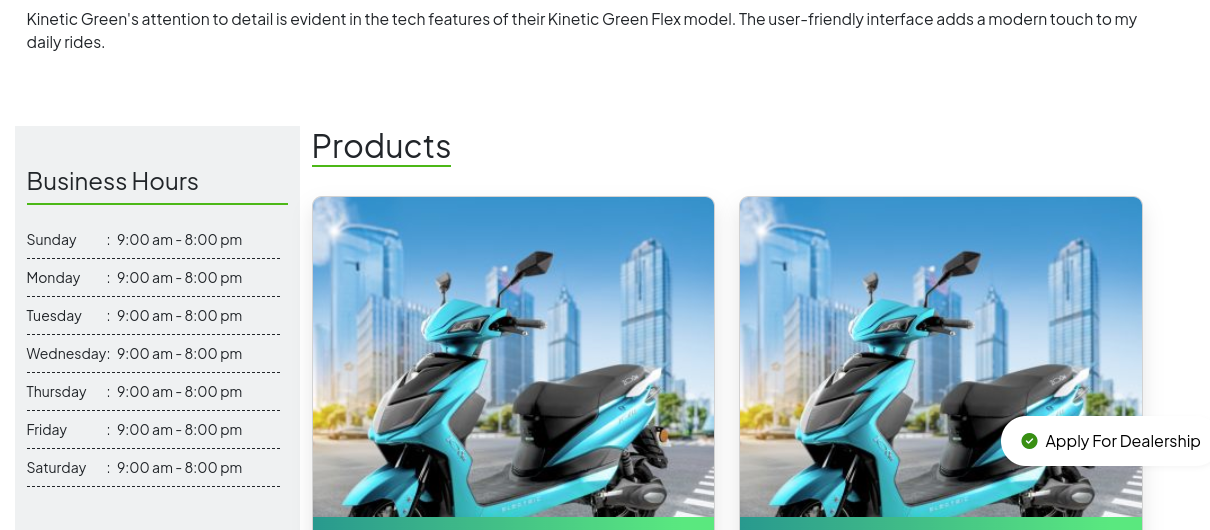 Kinetic Green's attention to detail is evident in the tech features of their Kinetic Green Flex model. The user-friendly interface adds a modern touch to my
daily rides.
Business Hours
Sunday : 9:00 am - 8:00 pm
Monday : 9:00 am - 8:00 pm
Tuesday : 9:00 am - 8:00 pm
Wednesday: 9:00 am - 8:00 pm
Thursday : 9:00 am - 8:00 pm
Friday : 9:00 am - 8:00 pm
Saturday : 9:00 am - 8:00 pm
Products
ELECTRIC
ELECTRIC
Apply For Dealership